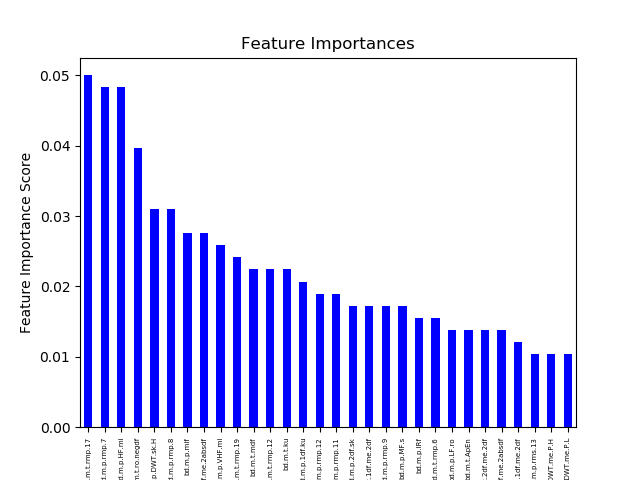 Feature Importances
Feature Importance Score
0.05
0.04
0.03
0.02
0.01
0.00
.m.t.rmp.17
d.m.p.rmp.7
d.m.p.HF.mi
m.t.ro.negdf
p.DWT.sk.H
d.m.p.rmp.8
bd.m.p.mif
f.me.2absdf
m.p.VHF.mi
.m.t.rmp.19
bd.m.t.mdf
.m.t.rmp.12
bd.m.t.ku
d.m.p.1df.ku
m.p.rmp.12
m.p.rmp.11
d.m.p.2df.sk
:1df.me.2df
d.m.p.rmp.9
bd.m.p.MF.s
bd.m.p.IRf
d.m.t.rmp.6
bd.m.p.LF.ro
bd.m.t.ApEn
:2df.me.2df
f.me.2absdf
.1df.me.2df
m.p.rms.13
DWT.me.P.H
DWT.me.P.L